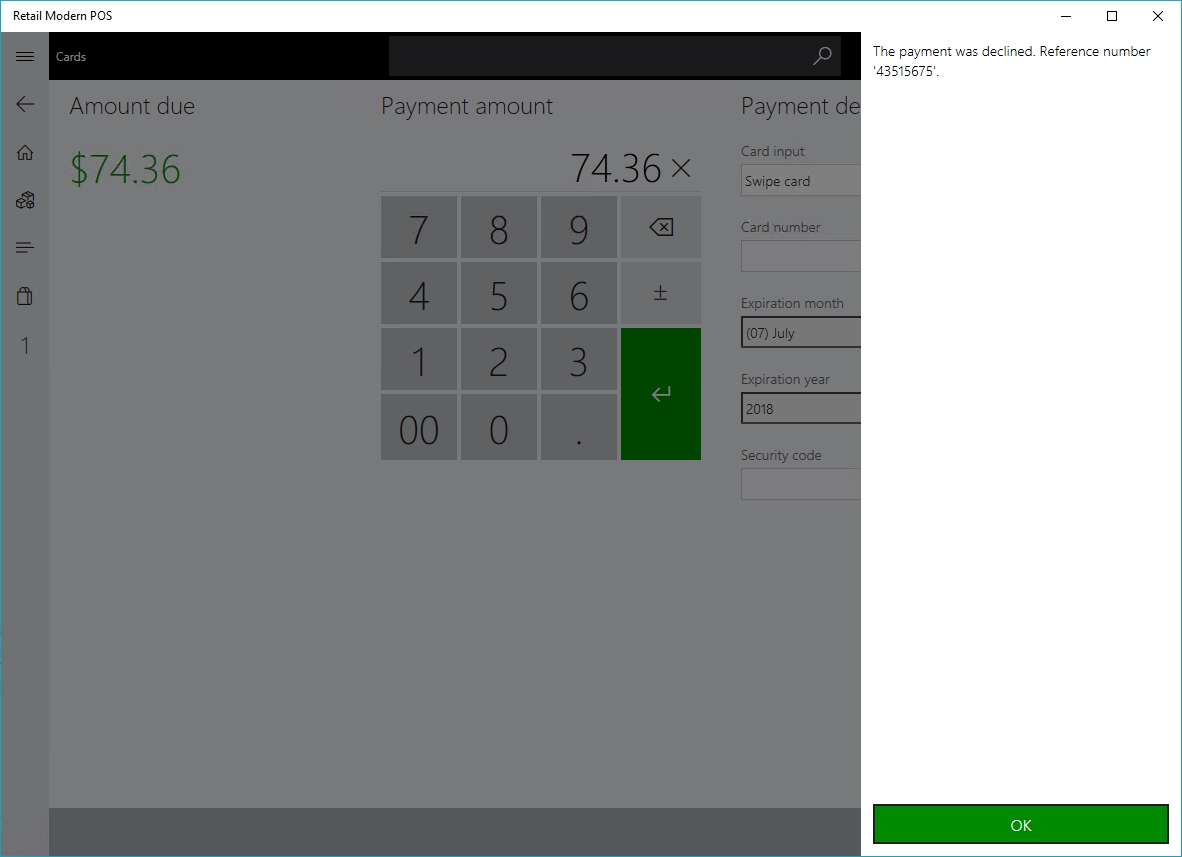 Retail Modern POS
Cards
Amount due
$74.36
Payment amount
74.36
7 8 9
4 5 6
±
1 2 3
00 0 .
1
Payment de
Card input
Swipe card
Card number
Expiration month
(07) July
Expiration year
2018
Security code
The payment was declined. Reference number
'43515675'.
OK